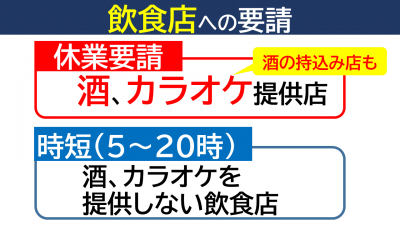 飲食店への要請
休業要請
酒の持込み店も
酒、カラオケ提供店
時短(5~20時)
酒、カラオケを
提供しない飲食店